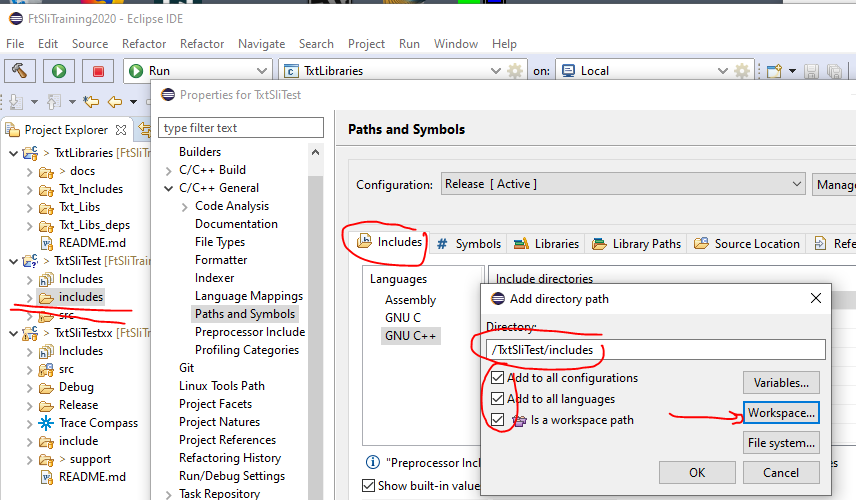 FtSliTraining2020 - Eclipse IDE
File Edit Source Refactor Refactor Navigate Search Project Run Window Help
Run TxtLibraries on: Local
Properties for TxtSliTest
Project Explorer
type filter text
Paths and Symbols
> TxtLibraries [FtSliTra
> docs
Txt_Includes
Txt_Libs
Txt_Libs_deps
README.md
> TxtSliTest [FtSliTrain
Includes
includes
src
> TxtSliTestxx [FtSliTra
Includes
src
Debug
Release
Trace Compass
include
> support
README.md
Builders
C/C++ Build
C/C++ General
Code Analysis
Documentation
File Types
Formatter
Indexer
Language Mappings
Paths and Symbols
Preprocessor Include
Profiling Categories
Git
Linux Tools Path
Project Facets
Project Natures
Project References
Refactoring History
Run/Debug Settings
Task Repository
Configuration: Release [ Active ] Manag
Includes # Symbols Libraries Library Paths Source Location Refe
Languages
Assembly
GNU C
GNU C++
Include directories
Add directory path
Directory:
/TxtSliTest/includes
Add to all configurations
Add to all languages
Is a workspace path
Variables...
Workspace...
File system...
OK Cancel
"Preprocessor Incl
Show built-in value